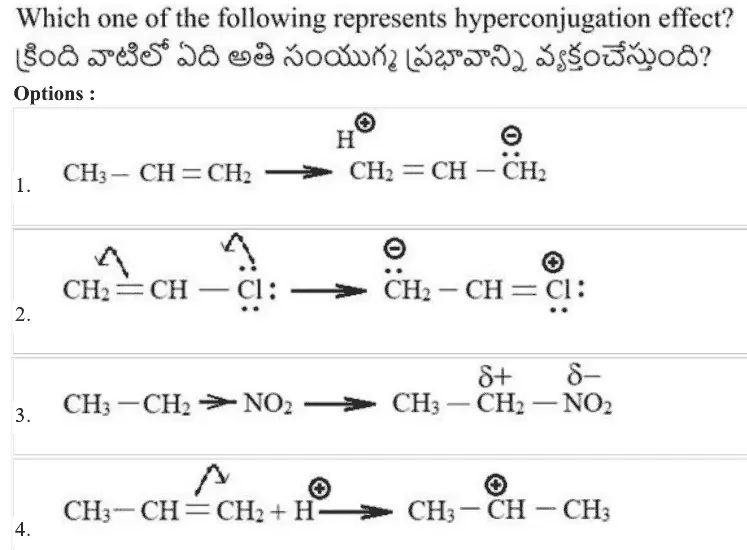 Which one of the following represents hyperconjugation effect?
క్రింది వాటిలో ఏది అతి సంయుగ్మ ప్రభావాన్ని వ్యక్తంచేస్తుంది?
Options :
1. CH₃ – CH = CH₂ ⟶ H⊕ CH₂ = CH – C̈H₂ ⊖
2. CH₂ = CH – Cl: ⟶ ⊖ C̈H₂ – CH = Cl: ⊕
3. CH₃ – CH₂ ➤ NO₂ ⟶ CH₃ – CH₂ δ+ – NO₂ δ–
4. CH₃ – CH = CH₂ + H⊕ ⟶ CH₃ – CH⊕ – CH₃